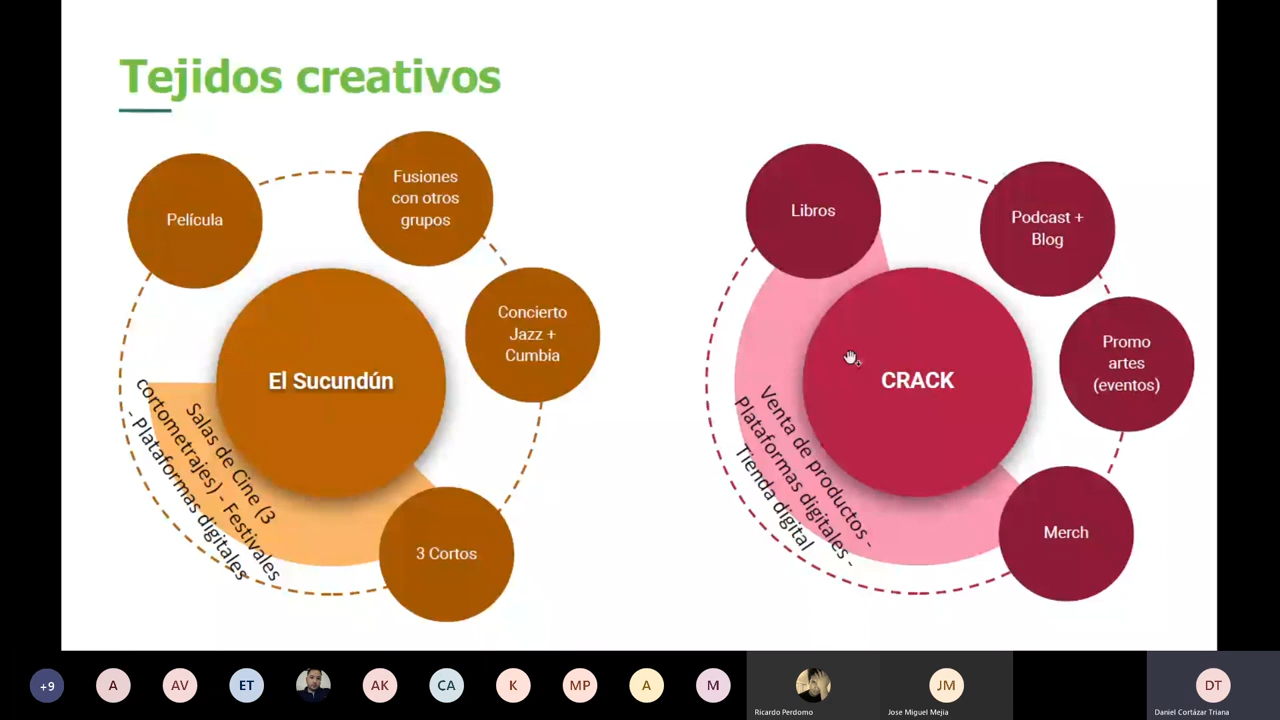 Tejidos creativos
Película
Fusiones
con otros
grupos
Concierto
Jazz +
Cumbia
El Sucundún
Salas de Cine (3
cortometrajes) - Festivales
- Plataformas digitales
3 Cortos
Libros
Podcast +
Blog
Promo
artes
(eventos)
CRACK
Venta de productos -
Plataformas digitales -
Tienda digital
Merch
+9
A
AV
ET
AK
CA
K
MP
A
M
Ricardo Perdomo
JM
Jose Miguel Mejia
DT
Daniel Cortázar Triana